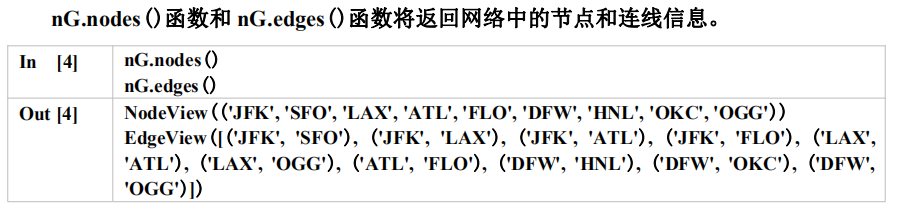 nG.nodes()函数和 nG.edges()函数将返回网络中的节点和连线信息。
In [4] nG.nodes()
nG.edges()
Out [4] NodeView(('JFK', 'SFO', 'LAX', 'ATL', 'FLO', 'DFW', 'HNL', 'OKC', 'OGG'))
EdgeView([('JFK', 'SFO'), ('JFK', 'LAX'), ('JFK', 'ATL'), ('JFK', 'FLO'), ('LAX',
'ATL'), ('LAX', 'OGG'), ('ATL', 'FLO'), ('DFW', 'HNL'), ('DFW', 'OKC'), ('DFW',
'OGG')])